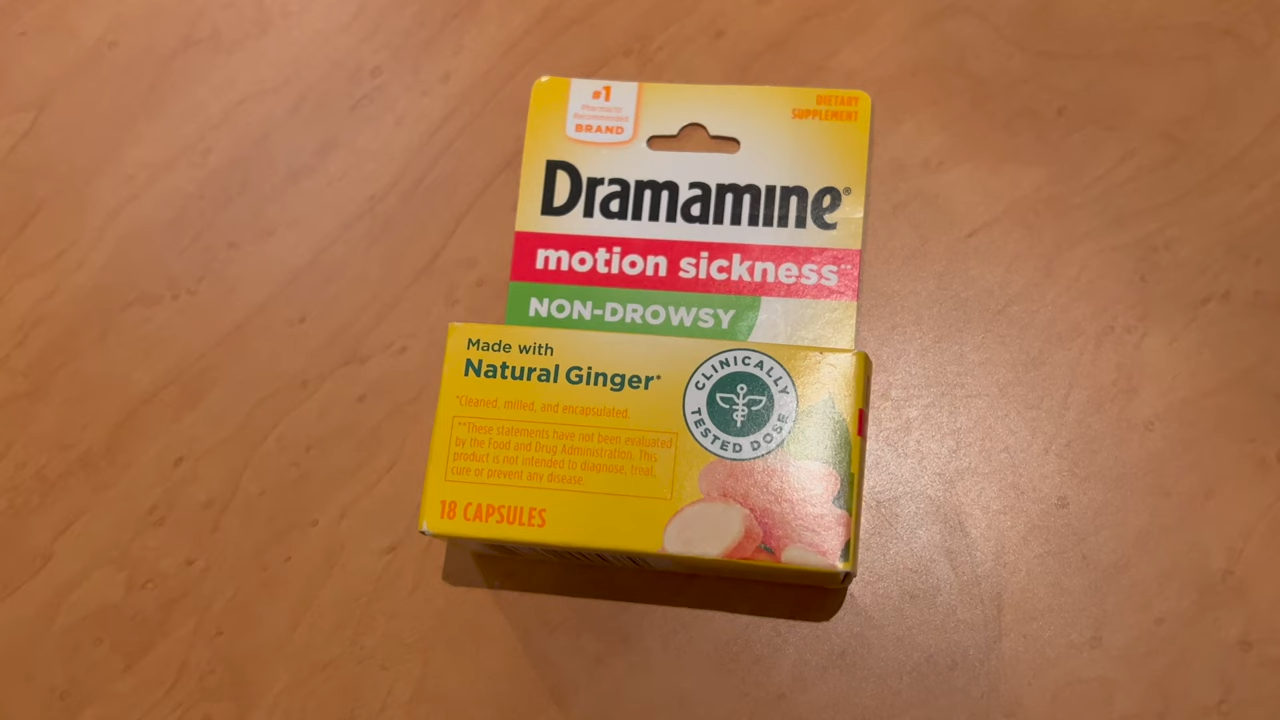 #1
Pharmacist
Recommended
BRAND
DIETARY
SUPPLEMENT
Dramamine®
motion sickness**
NON-DROWSY
Made with
Natural Ginger*
*Cleaned, milled, and encapsulated.
**These statements have not been evaluated
by the Food and Drug Administration. This
product is not intended to diagnose, treat,
cure or prevent any disease.
18 CAPSULES
CLINICALLY
TESTED DOSE